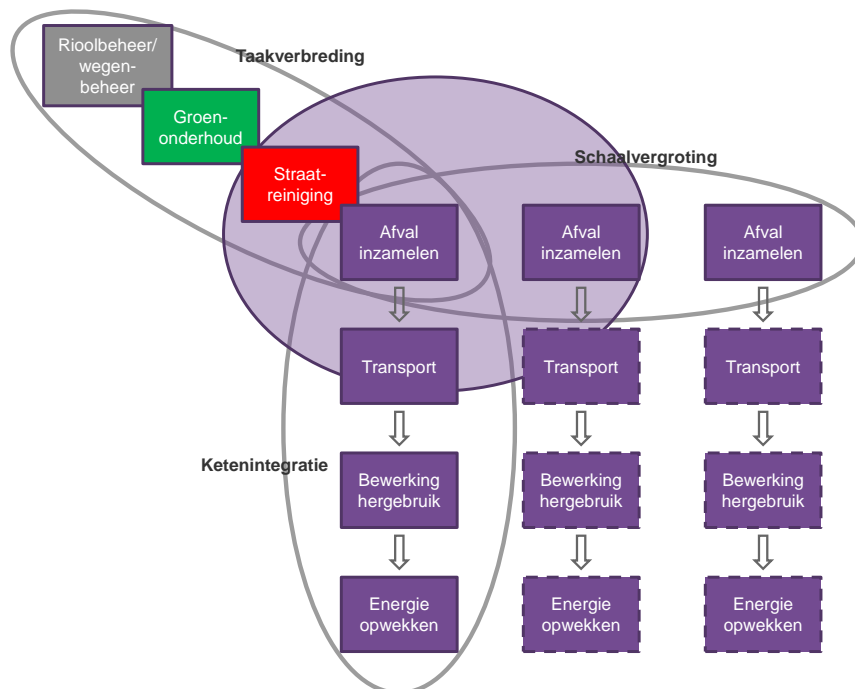 Rioolbeheer/
wegen-
beheer
Taakverbreding
Groen-
onderhoud
Straat-
reiniging
Schaalvergroting
Afval
inzamelen
Afval
inzamelen
Afval
inzamelen
Transport
Transport
Transport
Ketenintegratie
Bewerking
hergebruik
Bewerking
hergebruik
Bewerking
hergebruik
Energie
opwekken
Energie
opwekken
Energie
opwekken